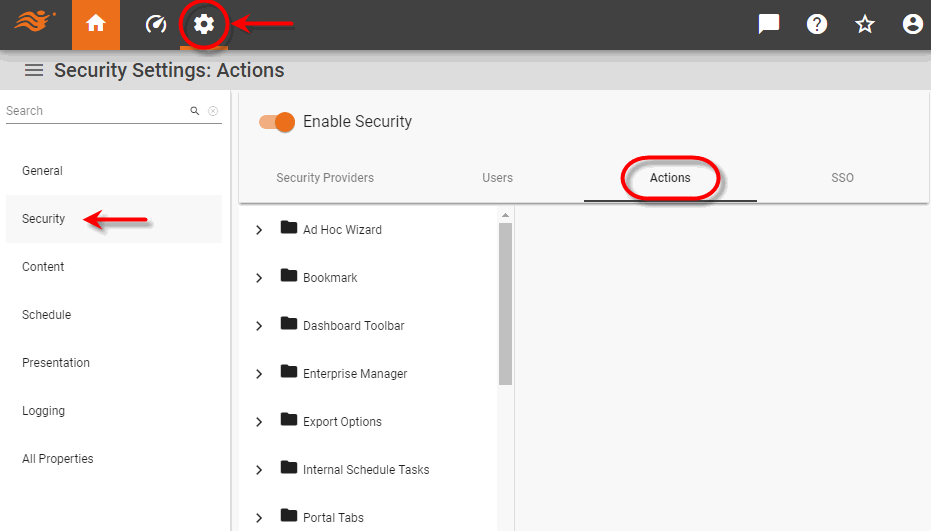 Security Settings: Actions
Search
General
Security
Content
Schedule
Presentation
Logging
All Properties
Enable Security
Security Providers
Users
Actions
SSO
Ad Hoc Wizard
Bookmark
Dashboard Toolbar
Enterprise Manager
Export Options
Internal Schedule Tasks
Portal Tabs